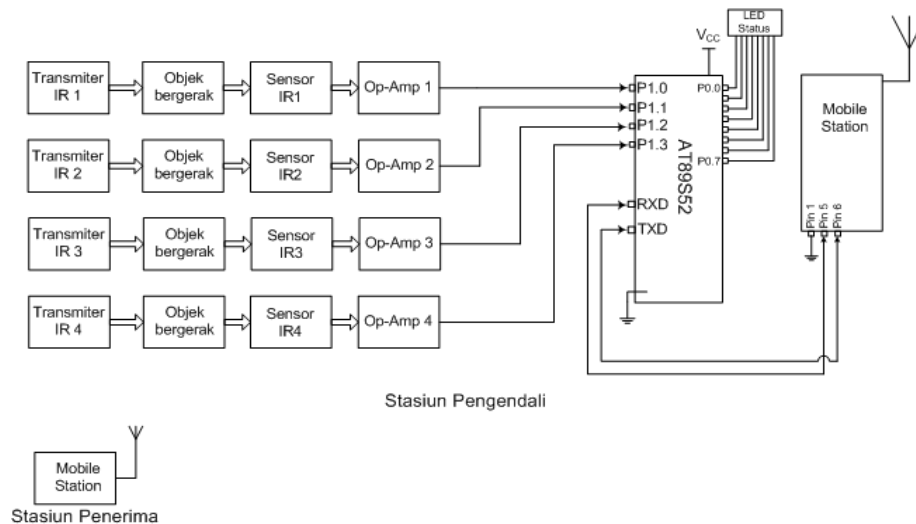 LED
Status
Vcc
Transmiter
IR 1
Objek
bergerak
Sensor
IR1
Op-Amp 1
P1.0
P0.0
Mobile
Station
Transmiter
IR 2
Objek
bergerak
Sensor
IR2
Op-Amp 2
P1.1
P1.2
P1.3
AT89S52
P0.7
Transmiter
IR 3
Objek
bergerak
Sensor
IR3
Op-Amp 3
RXD
TXD
Pin 1
Pin 5
Pin 6
Transmiter
IR 4
Objek
bergerak
Sensor
IR4
Op-Amp 4
Stasiun Pengendali
Mobile
Station
Stasiun Penerima